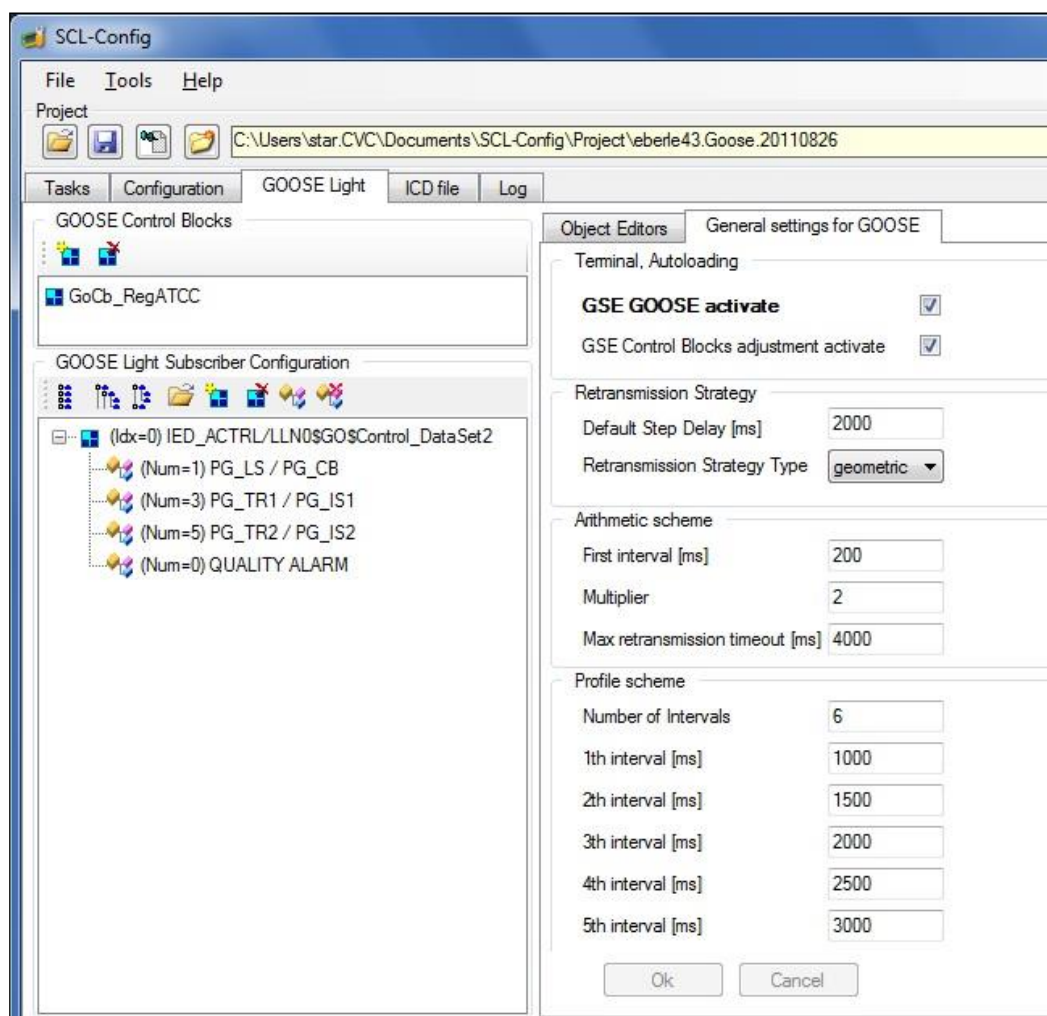 SCL-Config
File Tools Help
Project
C:\Users\star.CVC\Documents\SCL-Config\Project\eberle43.Goose.20110826
Tasks Configuration GOOSE Light ICD file Log
GOOSE Control Blocks
GoCb_RegATCC
GOOSE Light Subscriber Configuration
(Idx=0) IED_ACTRL/LLN0$GO$Control_DataSet2
(Num=1) PG_LS / PG_CB
(Num=3) PG_TR1 / PG_IS1
(Num=5) PG_TR2 / PG_IS2
(Num=0) QUALITY ALARM
Object Editors General settings for GOOSE
Terminal, Autoloading
GSE GOOSE activate
GSE Control Blocks adjustment activate
Retransmission Strategy
Default Step Delay [ms] 2000
Retransmission Strategy Type geometric
Arithmetic scheme
First interval [ms] 200
Multiplier 2
Max retransmission timeout [ms] 4000
Profile scheme
Number of Intervals 6
1th interval [ms] 1000
2th interval [ms] 1500
3th interval [ms] 2000
4th interval [ms] 2500
5th interval [ms] 3000
Ok Cancel